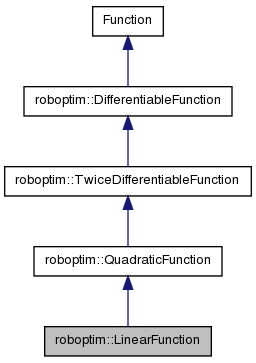 Function
roboptim::DifferentiableFunction
roboptim::TwiceDifferentiableFunction
roboptim::QuadraticFunction
roboptim::LinearFunction